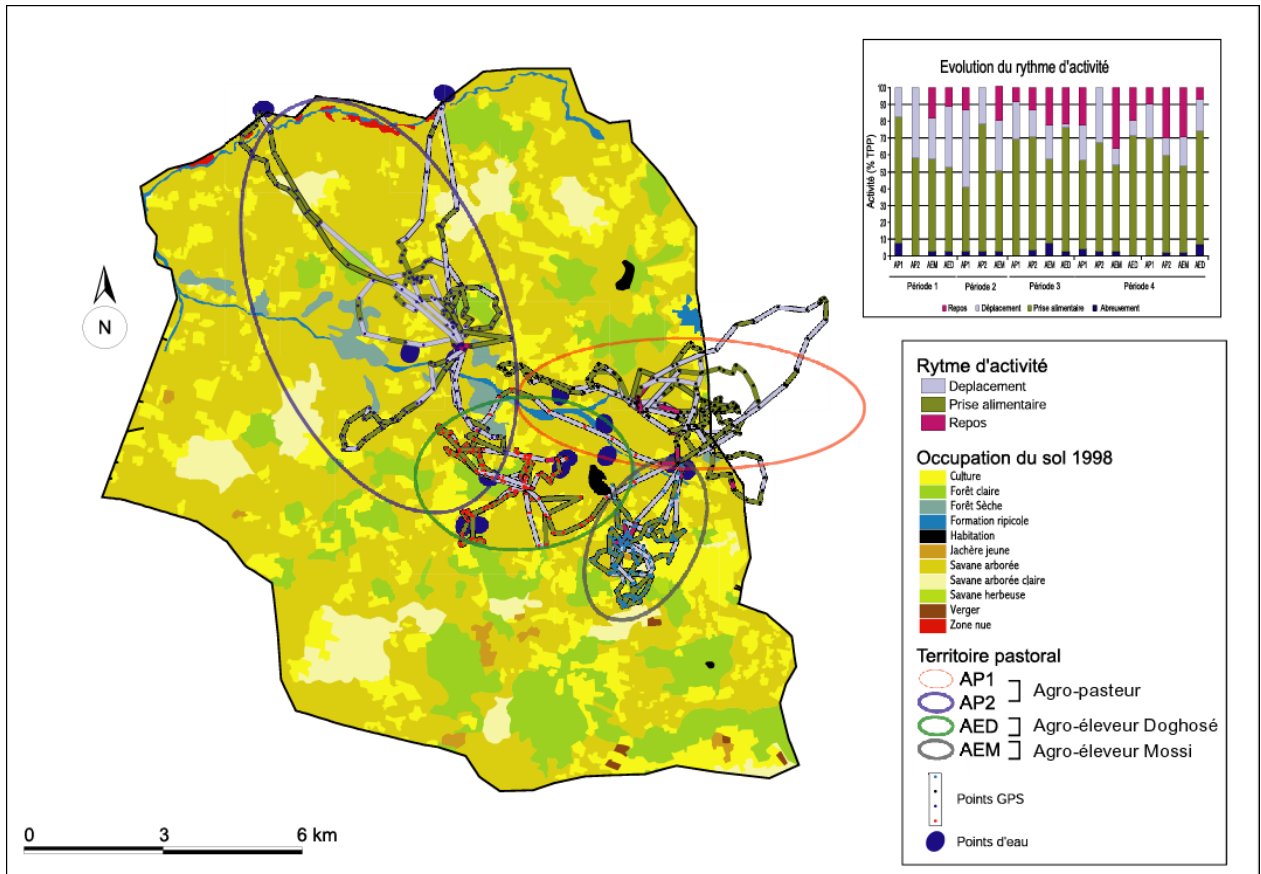 Evolution du rythme d'activité
Activité (% TPP)
100
90
80
70
60
50
40
30
20
10
0
AP1 AP2 AEM AED AP1 AP2 AEM AP1 AP2 AEM AED AP1 AP2 AEM AED AP1 AP2 AEM AED
Période 1 Période 2 Période 3 Période 4
Repos Déplacement Prise alimentaire Abreuvement
N
Rytme d'activité
Deplacement
Prise alimentaire
Repos
Occupation du sol 1998
Culture
Forêt claire
Forêt Sèche
Formation ripicole
Habitation
Jachère jeune
Savane arborée
Savane arborée claire
Savane herbeuse
Verger
Zone nue
Territoire pastoral
AP1
AP2
Agro-pasteur
AED Agro-éleveur Doghosé
AEM Agro-éleveur Mossi
Points GPS
Points d'eau
0 3 6 km